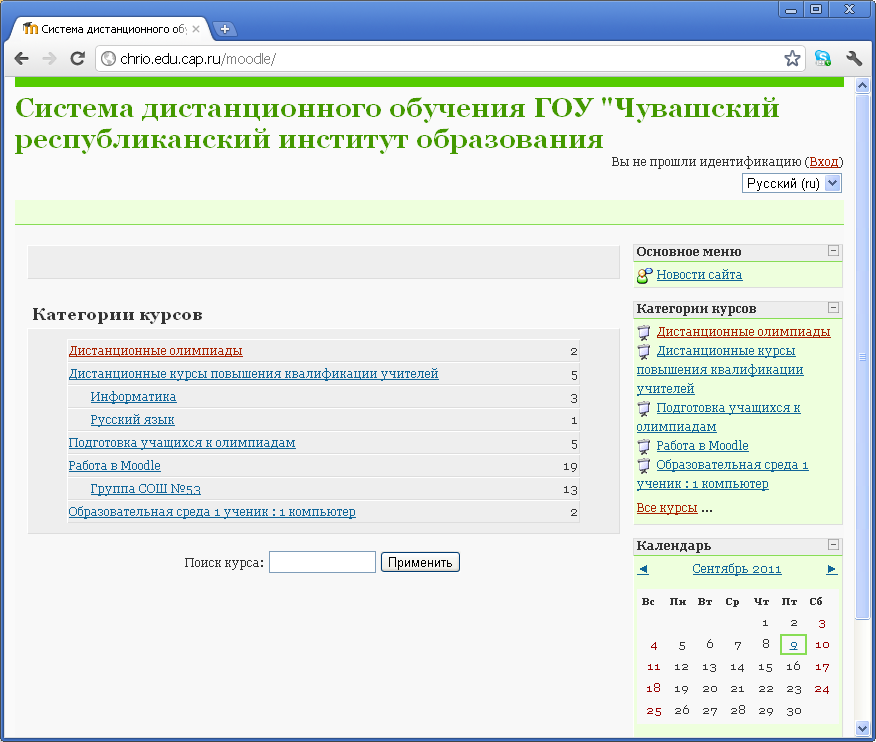 Система дистанционного обу
chrio.edu.cap.ru/moodle/
Система дистанционного обучения ГОУ "Чувашский
республиканский институт образования
Вы не прошли идентификацию (Вход)
Русский (ru)
Категории курсов
Дистанционные олимпиады 2
Дистанционные курсы повышения квалификации учителей 5
Информатика 3
Русский язык 1
Подготовка учащихся к олимпиадам 5
Работа в Moodle 19
Группа СОШ №53 13
Образовательная среда 1 ученик : 1 компьютер 2
Поиск курса: Применить
Основное меню
Новости сайта
Категории курсов
Дистанционные олимпиады
Дистанционные курсы
повышения квалификации
учителей
Подготовка учащихся к
олимпиадам
Работа в Moodle
Образовательная среда 1
ученик : 1 компьютер
Все курсы ...
Календарь
◄ Сентябрь 2011 ►
Вс Пн Вт Ср Чт Пт Сб
1 2 3
4 5 6 7 8 9 10
11 12 13 14 15 16 17
18 19 20 21 22 23 24
25 26 27 28 29 30